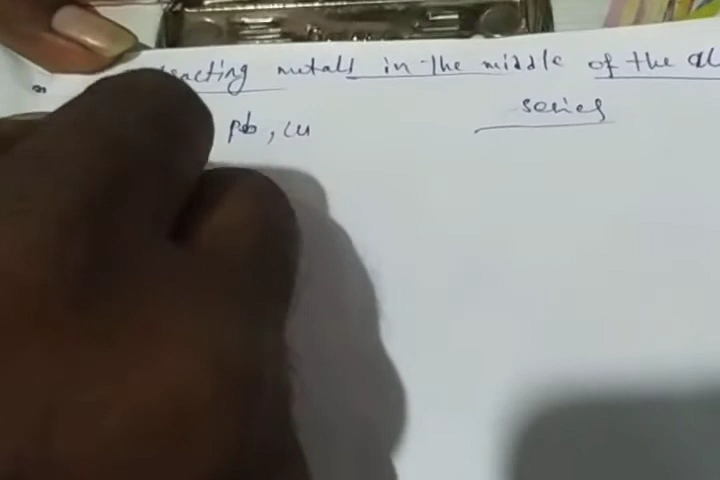 metals in the middle of the
series
pb, cu